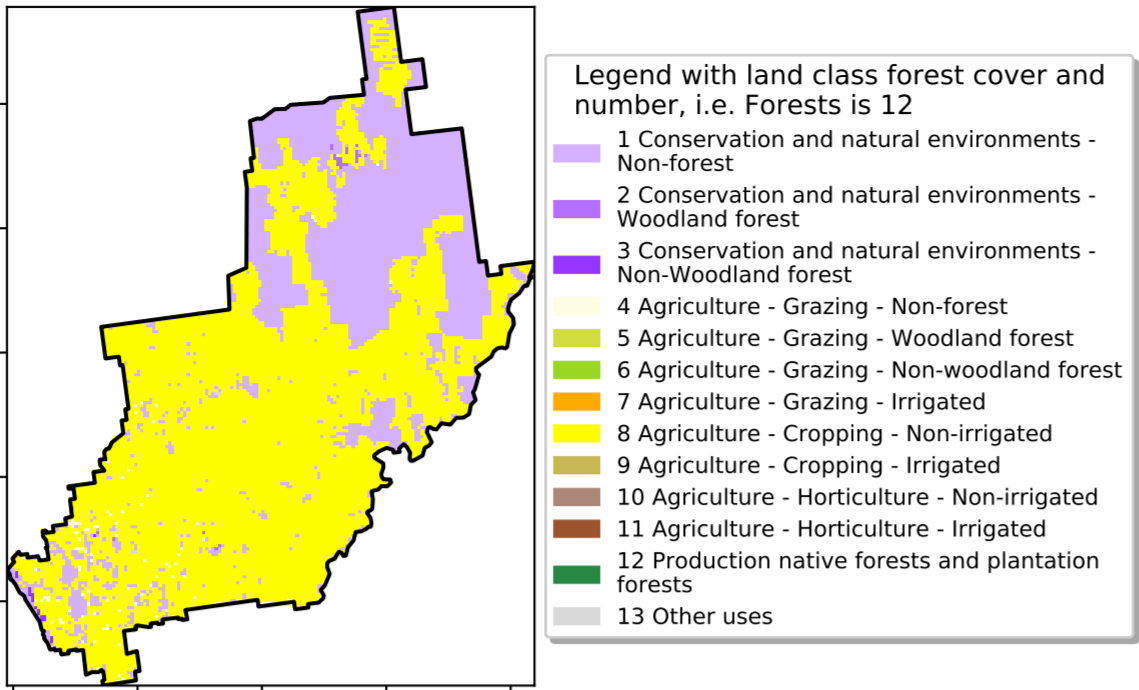 Legend with land class forest cover and
number, i.e. Forests is 12
1 Conservation and natural environments -
Non-forest
2 Conservation and natural environments -
Woodland forest
3 Conservation and natural environments -
Non-Woodland forest
4 Agriculture - Grazing - Non-forest
5 Agriculture - Grazing - Woodland forest
6 Agriculture - Grazing - Non-woodland forest
7 Agriculture - Grazing - Irrigated
8 Agriculture - Cropping - Non-irrigated
9 Agriculture - Cropping - Irrigated
10 Agriculture - Horticulture - Non-irrigated
11 Agriculture - Horticulture - Irrigated
12 Production native forests and plantation
forests
13 Other uses